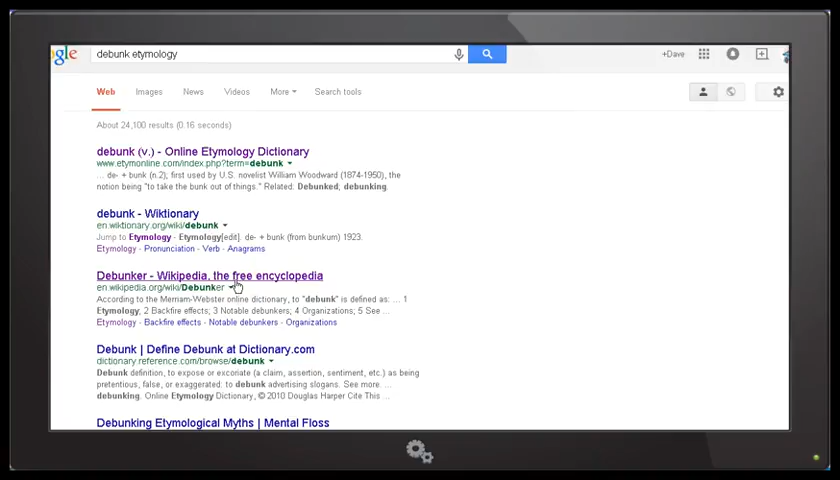 gle debunk etymology +Dave
Web Images News Videos More Search tools
About 24,100 results (0.16 seconds)
debunk (v.) - Online Etymology Dictionary
www.etymonline.com/index.php?term=debunk
... de- + bunk (n.2); first used by U.S. novelist William Woodward (1874-1950), the
notion being "to take the bunk out of things." Related: Debunked; debunking.
debunk - Wiktionary
en.wiktionary.org/wiki/debunk
Jump to Etymology - Etymology[edit]. de- + bunk (from bunkum) 1923.
Etymology - Pronunciation - Verb - Anagrams
Debunker - Wikipedia, the free encyclopedia
en.wikipedia.org/wiki/Debunker
According to the Merriam-Webster online dictionary, to "debunk" is defined as: ... 1
Etymology; 2 Backfire effects; 3 Notable debunkers; 4 Organizations; 5 See ...
Etymology - Backfire effects - Notable debunkers - Organizations
Debunk | Define Debunk at Dictionary.com
dictionary.reference.com/browse/debunk
Debunk definition, to expose or excoriate (a claim, assertion, sentiment, etc.) as being
pretentious, false, or exaggerated: to debunk advertising slogans. See more. ...
debunking. Online Etymology Dictionary, © 2010 Douglas Harper Cite This ...
Debunking Etymological Myths | Mental Floss